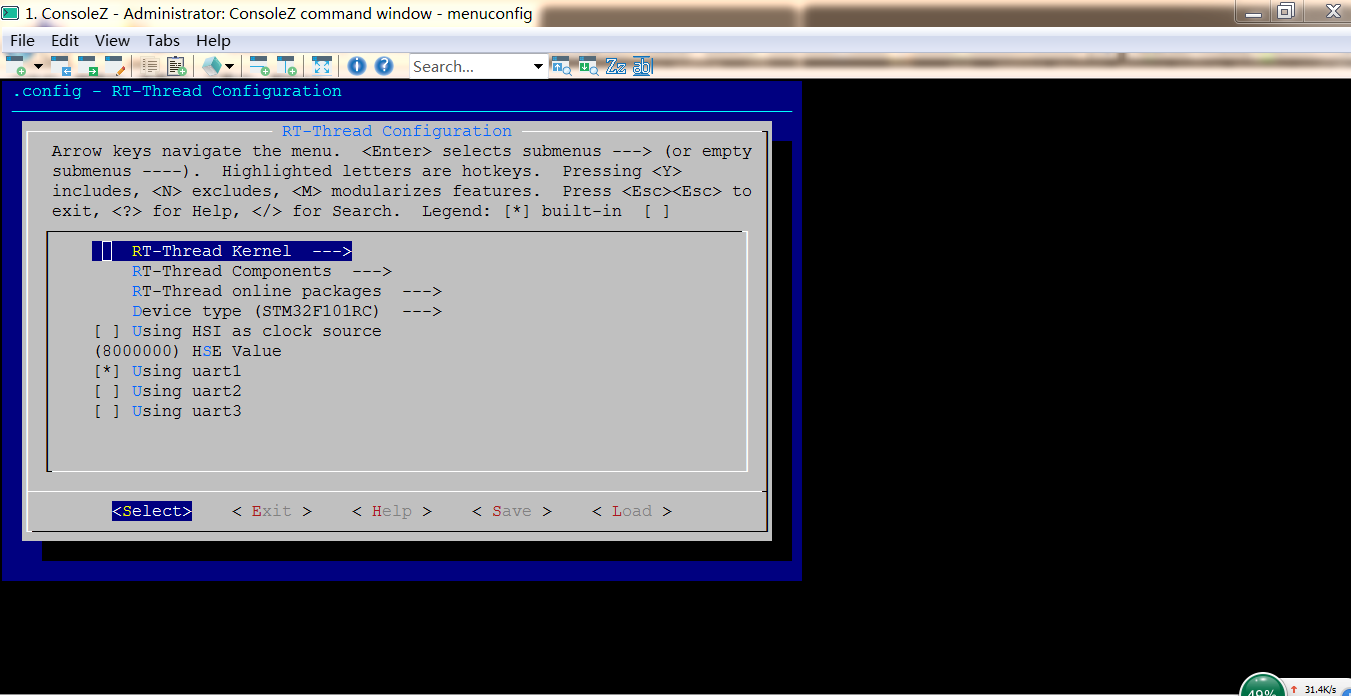 1. ConsoleZ - Administrator: ConsoleZ command window - menuconfig
File Edit View Tabs Help
Search...
.config - RT-Thread Configuration
RT-Thread Configuration
Arrow keys navigate the menu.  <Enter> selects submenus ---> (or empty
submenus ----).  Highlighted letters are hotkeys.  Pressing <Y>
includes, <N> excludes, <M> modularizes features.  Press <Esc><Esc> to
exit, <?> for Help, </> for Search.  Legend: [*] built-in  [ ]
RT-Thread Kernel  --->
RT-Thread Components  --->
RT-Thread online packages  --->
Device type (STM32F101RC)  --->
[ ] Using HSI as clock source
(8000000) HSE Value
[*] Using uart1
[ ] Using uart2
[ ] Using uart3
<Select>    < Exit >    < Help >    < Save >    < Load >
31.4K/s